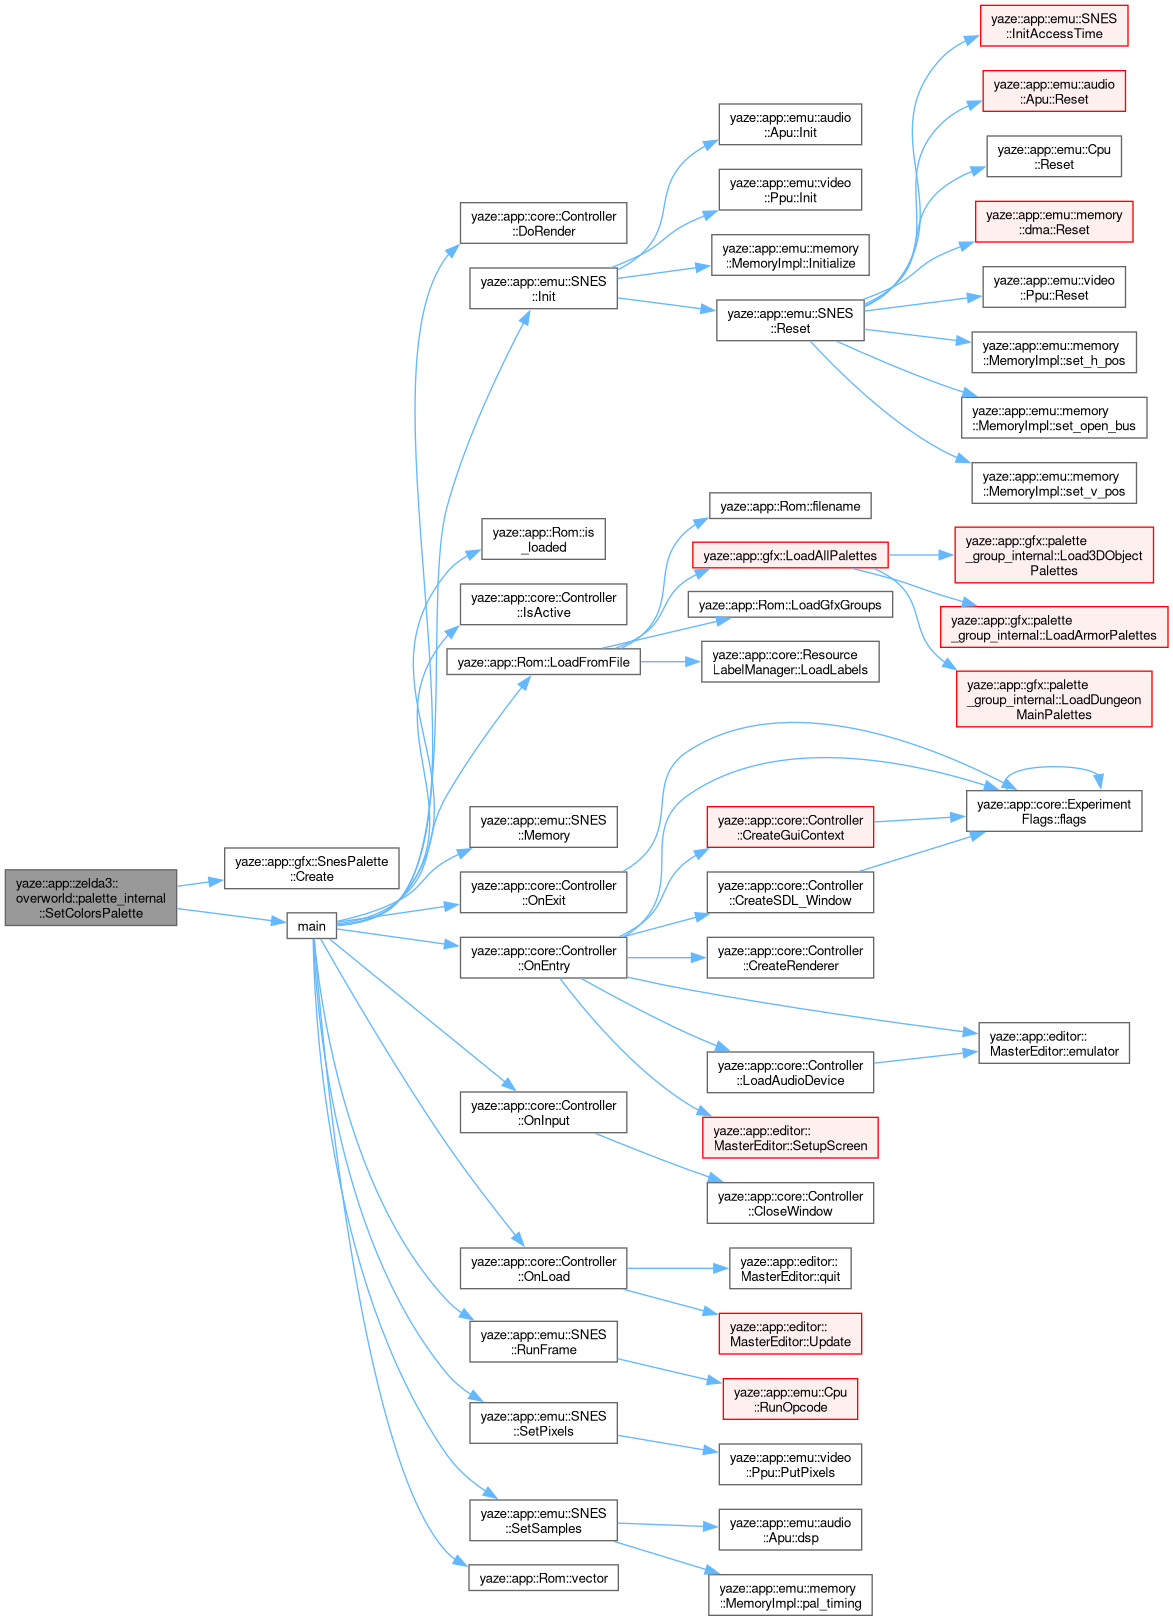 yaze::app::zelda3::
overworld::palette_internal
::SetColorsPalette
yaze::app::gfx::SnesPalette
::Create
main
yaze::app::core::Controller
::DoRender
yaze::app::emu::SNES
::Init
yaze::app::Rom::is
_loaded
yaze::app::core::Controller
::IsActive
yaze::app::Rom::LoadFromFile
yaze::app::emu::SNES
::Memory
yaze::app::core::Controller
::OnExit
yaze::app::core::Controller
::OnEntry
yaze::app::core::Controller
::OnInput
yaze::app::core::Controller
::OnLoad
yaze::app::emu::SNES
::RunFrame
yaze::app::emu::SNES
::SetPixels
yaze::app::emu::SNES
::SetSamples
yaze::app::Rom::vector
yaze::app::emu::audio
::Apu::Init
yaze::app::emu::video
::Ppu::Init
yaze::app::emu::memory
::MemoryImpl::Initialize
yaze::app::emu::SNES
::Reset
yaze::app::Rom::filename
yaze::app::gfx::LoadAllPalettes
yaze::app::Rom::LoadGfxGroups
yaze::app::core::Resource
LabelManager::LoadLabels
yaze::app::core::Controller
::CreateGuiContext
yaze::app::core::Controller
::CreateSDL_Window
yaze::app::core::Controller
::CreateRenderer
yaze::app::core::Controller
::LoadAudioDevice
yaze::app::editor::
MasterEditor::SetupScreen
yaze::app::core::Controller
::CloseWindow
yaze::app::editor::
MasterEditor::quit
yaze::app::editor::
MasterEditor::Update
yaze::app::emu::Cpu
::RunOpcode
yaze::app::emu::video
::Ppu::PutPixels
yaze::app::emu::audio
::Apu::dsp
yaze::app::emu::memory
::MemoryImpl::pal_timing
yaze::app::emu::SNES
::InitAccessTime
yaze::app::emu::audio
::Apu::Reset
yaze::app::emu::Cpu
::Reset
yaze::app::emu::memory
::dma::Reset
yaze::app::emu::video
::Ppu::Reset
yaze::app::emu::memory
::MemoryImpl::set_h_pos
yaze::app::emu::memory
::MemoryImpl::set_open_bus
yaze::app::emu::memory
::MemoryImpl::set_v_pos
yaze::app::gfx::palette
_group_internal::Load3DObject
Palettes
yaze::app::gfx::palette
_group_internal::LoadArmorPalettes
yaze::app::gfx::palette
_group_internal::LoadDungeon
MainPalettes
yaze::app::core::Experiment
Flags::flags
yaze::app::editor::
MasterEditor::emulator